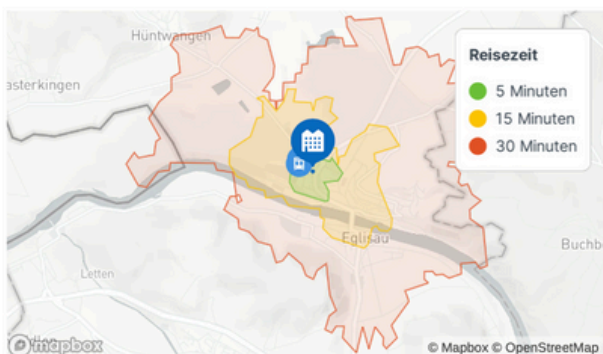 Hüntwangen
asterkingen
Reisezeit
5 Minuten
15 Minuten
30 Minuten
Eglisau
Buchb
Letten
mapbox
© Mapbox © OpenStreetMap